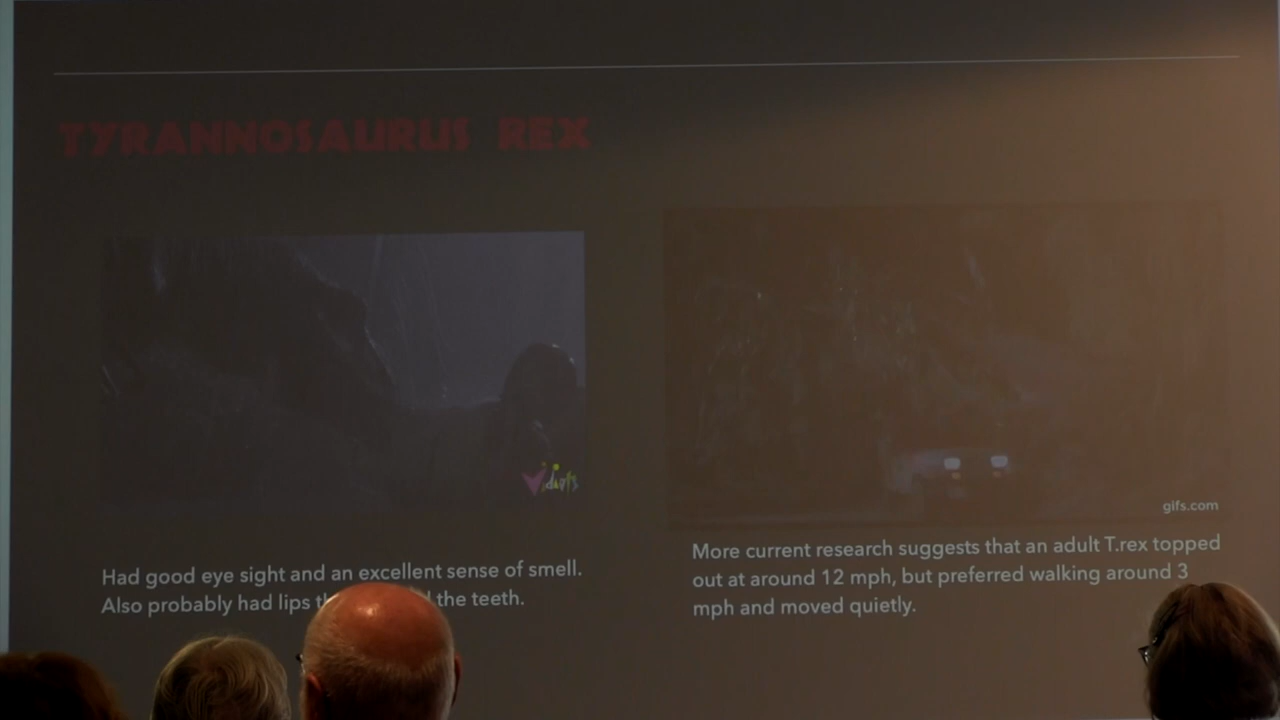 TYRANNOSAURUS REX
Vidiots
gifs.com
Had good eye sight and an excellent sense of smell.
Also probably had lips the teeth.
More current research suggests that an adult T.rex topped
out at around 12 mph, but preferred walking around 3
mph and moved quietly.